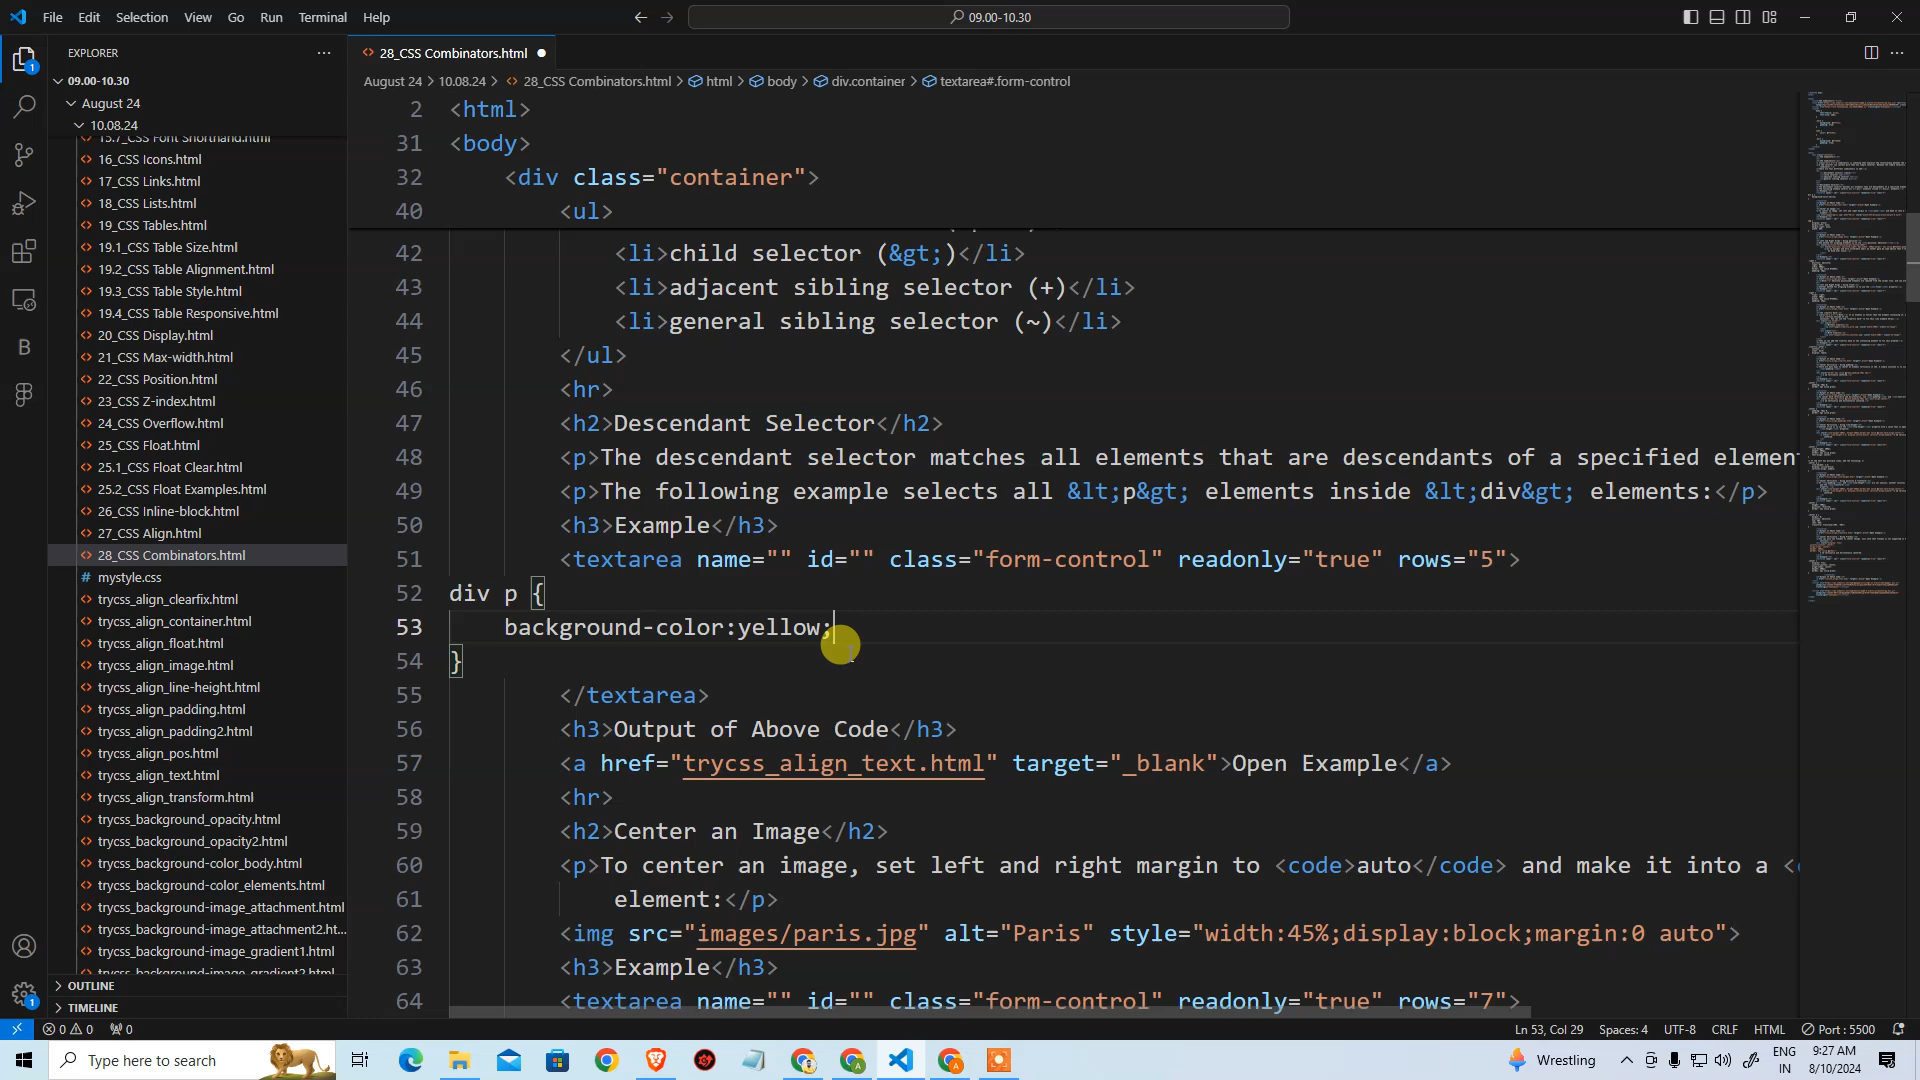 File Edit Selection View Go Run Terminal Help
09.00-10.30
EXPLORER
28_CSS Combinators.html
09.00-10.30
August 24 > 10.08.24 > 28_CSS Combinators.html > html > body > div.container > textarea#.form-control
August 24
10.08.24
15.7_CSS Font Shorthand.html
16_CSS Icons.html
17_CSS Links.html
18_CSS Lists.html
19_CSS Tables.html
19.1_CSS Table Size.html
19.2_CSS Table Alignment.html
19.3_CSS Table Style.html
19.4_CSS Table Responsive.html
20_CSS Display.html
21_CSS Max-width.html
22_CSS Position.html
23_CSS Z-index.html
24_CSS Overflow.html
25_CSS Float.html
25.1_CSS Float Clear.html
25.2_CSS Float Examples.html
26_CSS Inline-block.html
27_CSS Align.html
28_CSS Combinators.html
mystyle.css
trycss_align_clearfix.html
trycss_align_container.html
trycss_align_float.html
trycss_align_image.html
trycss_align_line-height.html
trycss_align_padding.html
trycss_align_padding2.html
trycss_align_pos.html
trycss_align_text.html
trycss_align_transform.html
trycss_background_opacity.html
trycss_background_opacity2.html
trycss_background-color_body.html
trycss_background-color_elements.html
trycss_background-image_attachment.html
trycss_background-image_attachment2.ht...
trycss_background-image_gradient1.html
trycss_background-image_gradient2.html
OUTLINE
TIMELINE
2 <html>
31 <body>
32 <div class="container">
40 <ul>
42 <li>child selector (&gt;)</li>
43 <li>adjacent sibling selector (+)</li>
44 <li>general sibling selector (~)</li>
45 </ul>
46 <hr>
47 <h2>Descendant Selector</h2>
48 <p>The descendant selector matches all elements that are descendants of a specified elemen
49 <p>The following example selects all &lt;p&gt; elements inside &lt;div&gt; elements:</p>
50 <h3>Example</h3>
51 <textarea name="" id="" class="form-control" readonly="true" rows="5">
52 div p {
53 background-color:yellow;
54 }
55 </textarea>
56 <h3>Output of Above Code</h3>
57 <a href="trycss_align_text.html" target="_blank">Open Example</a>
58 <hr>
59 <h2>Center an Image</h2>
60 <p>To center an image, set left and right margin to <code>auto</code> and make it into a <
61 element:</p>
62 <img src="images/paris.jpg" alt="Paris" style="width:45%;display:block;margin:0 auto">
63 <h3>Example</h3>
64 <textarea name="" id="" class="form-control" readonly="true" rows="7">
0 0 0 Ln 53, Col 29 Spaces: 4 UTF-8 CRLF HTML Port : 5500
Type here to search
Wrestling
ENG
IN
9:27 AM
8/10/2024